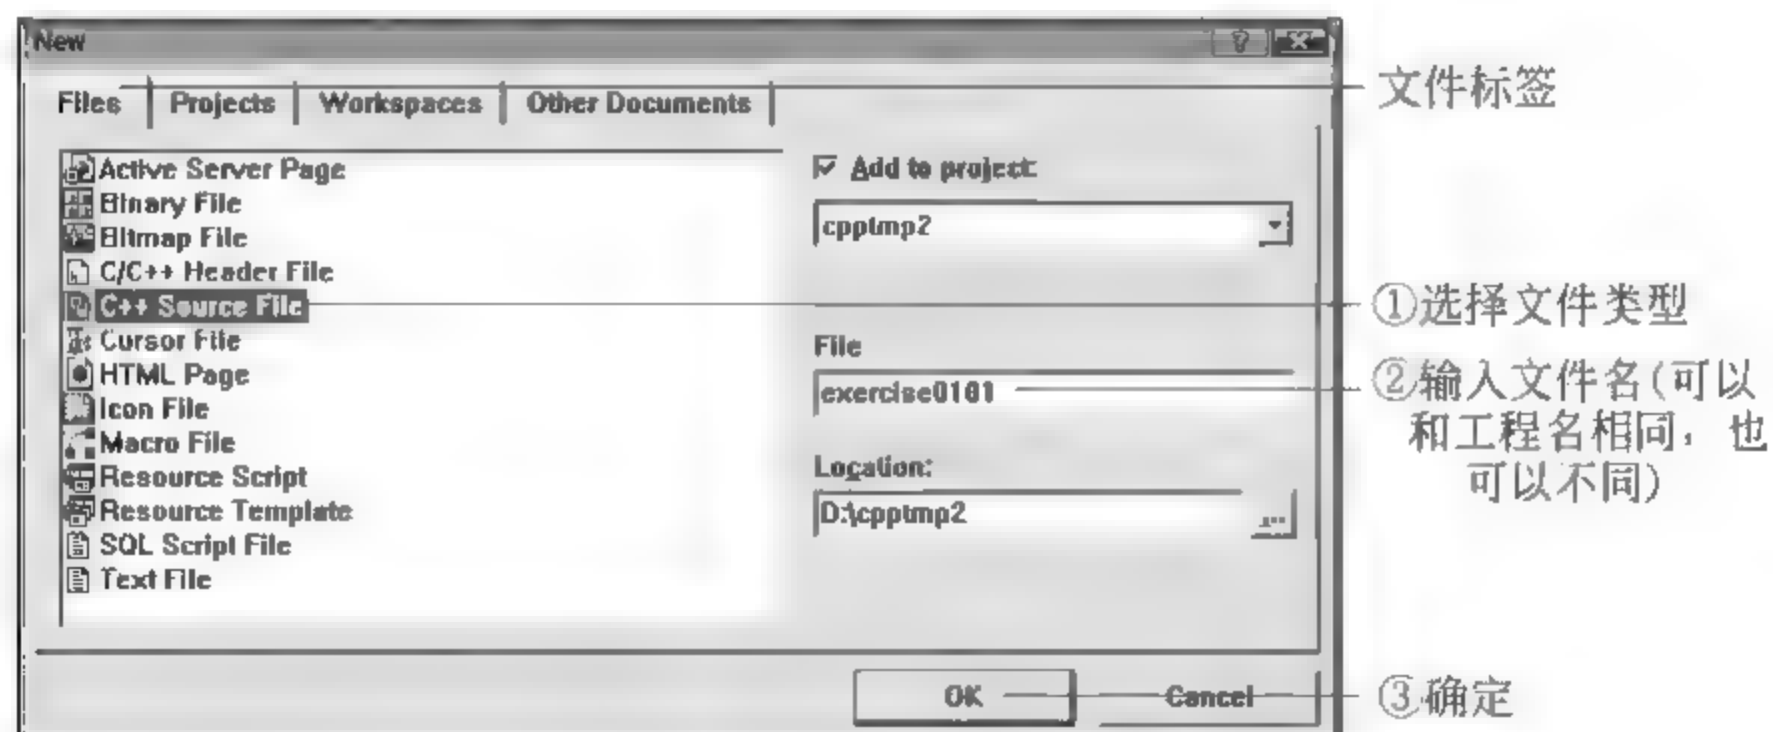 New
Files
Projects
Workspaces
Other Documents
文件标签
Active Server Page
Binary File
Bitmap File
C/C++ Header File
C++ Source File
Cursor File
HTML Page
Icon File
Macro File
Resource Script
Resource Template
SQL Script File
Text File
Add to project:
cpptmp2
File
exercise0101
Location:
D:\cpptmp2
...
OK
Cancel
①选择文件类型
②输入文件名(可以
和工程名相同，也
可以不同)
③确定